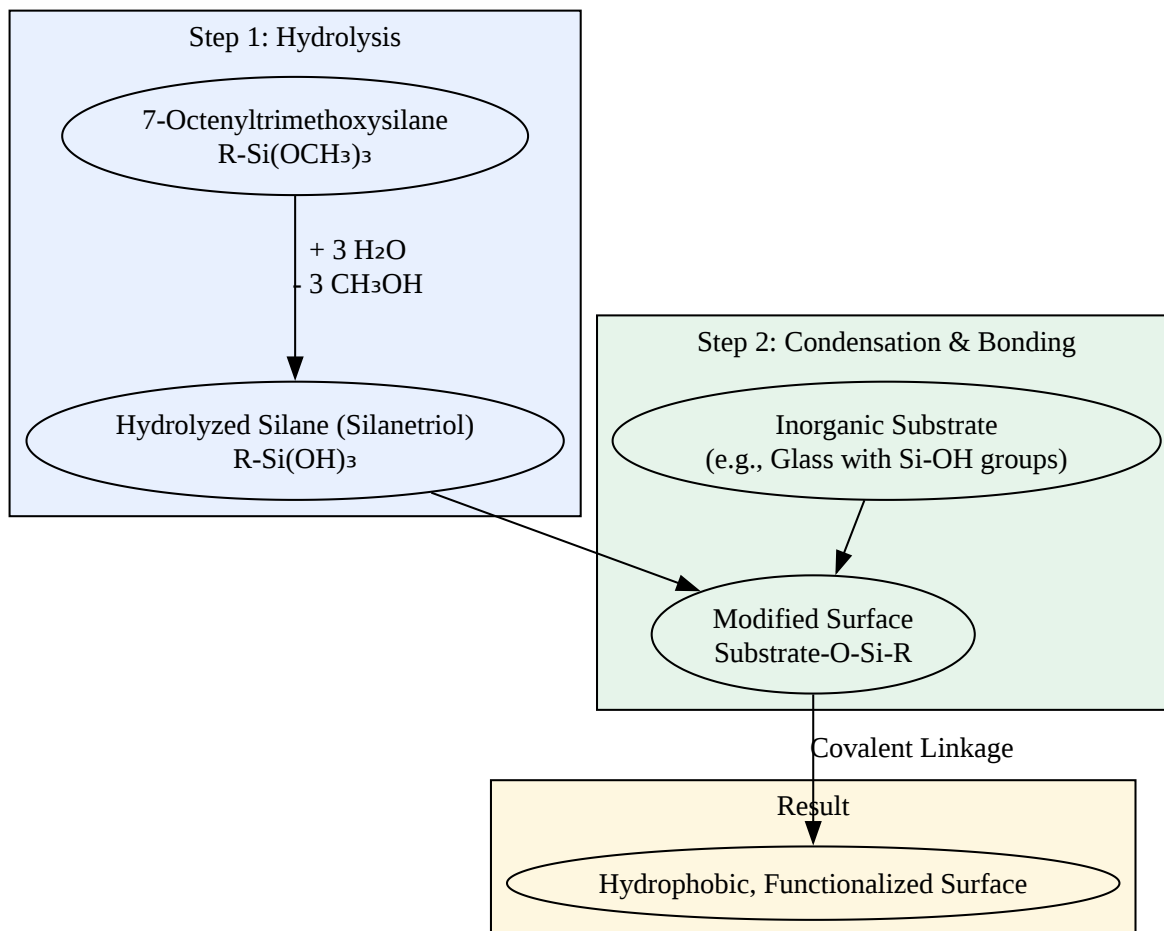 Step 1: Hydrolysis
7-Octenyltrimethoxysilane
R-Si(OCH₃)₃
+ 3 H₂O
- 3 CH₃OH
Hydrolyzed Silane (Silanetriol)
R-Si(OH)₃
Step 2: Condensation & Bonding
Inorganic Substrate
(e.g., Glass with Si-OH groups)
Modified Surface
Substrate-O-Si-R
Covalent Linkage
Result
Hydrophobic, Functionalized Surface